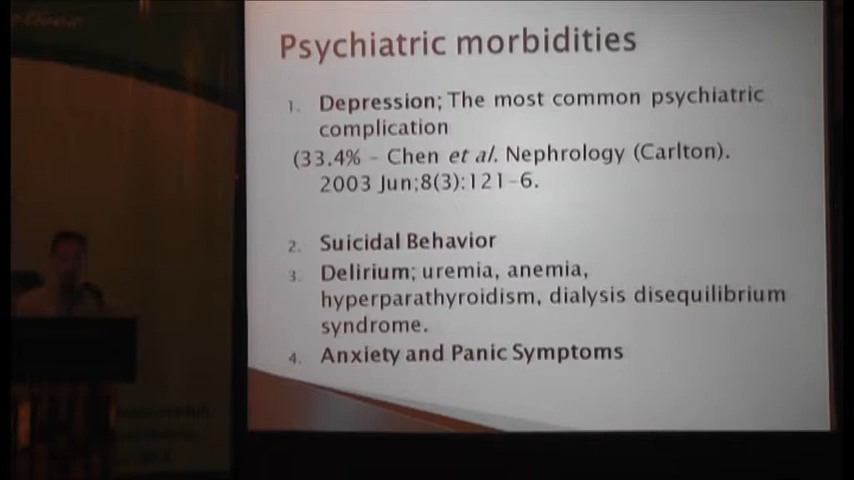 Psychiatric morbidities
1. Depression; The most common psychiatric
complication
(33.4% - Chen et al. Nephrology (Carlton).
2003 Jun;8(3):121-6.
2. Suicidal Behavior
3. Delirium; uremia, anemia,
hyperparathyroidism, dialysis disequilibrium
syndrome.
4. Anxiety and Panic Symptoms